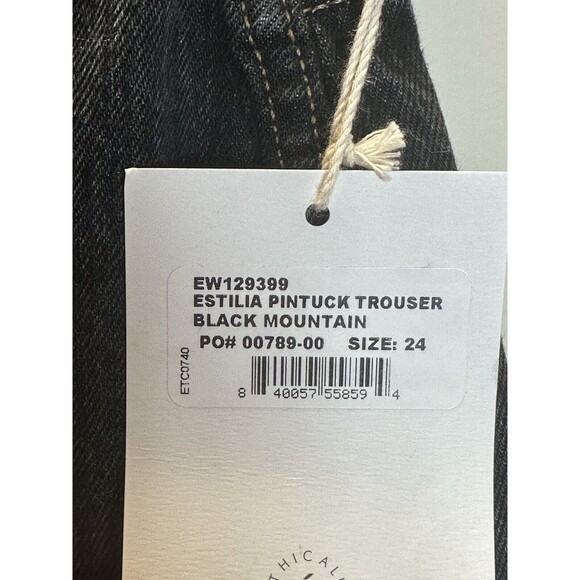 EW129399
ESTILIA PINTUCK TROUSER
BLACK MOUNTAIN
PO# 00789-00 SIZE: 24
ETC0740
8 40057 55859 4